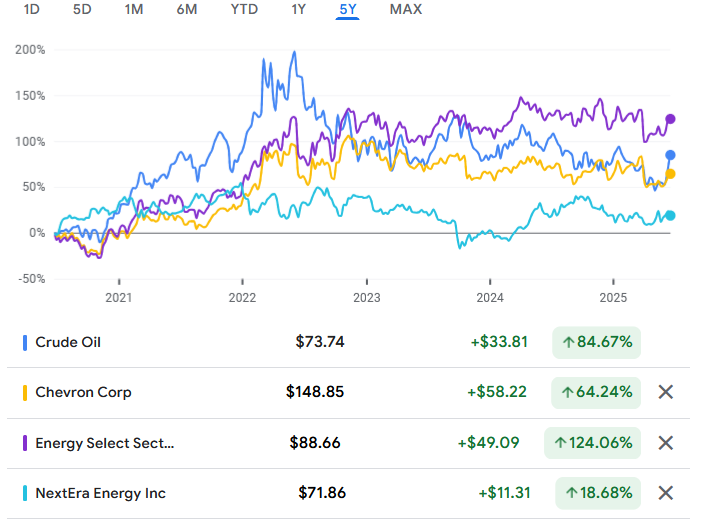 1D 5D 1M 6M YTD 1Y 5Y MAX
200%
150%
100%
50%
0%
-50%
2021 2022 2023 2024 2025
Crude Oil $73.74 +$33.81 ↑84.67%
Chevron Corp $148.85 +$58.22 ↑64.24%
Energy Select Sect... $88.66 +$49.09 ↑124.06%
NextEra Energy Inc $71.86 +$11.31 ↑18.68%